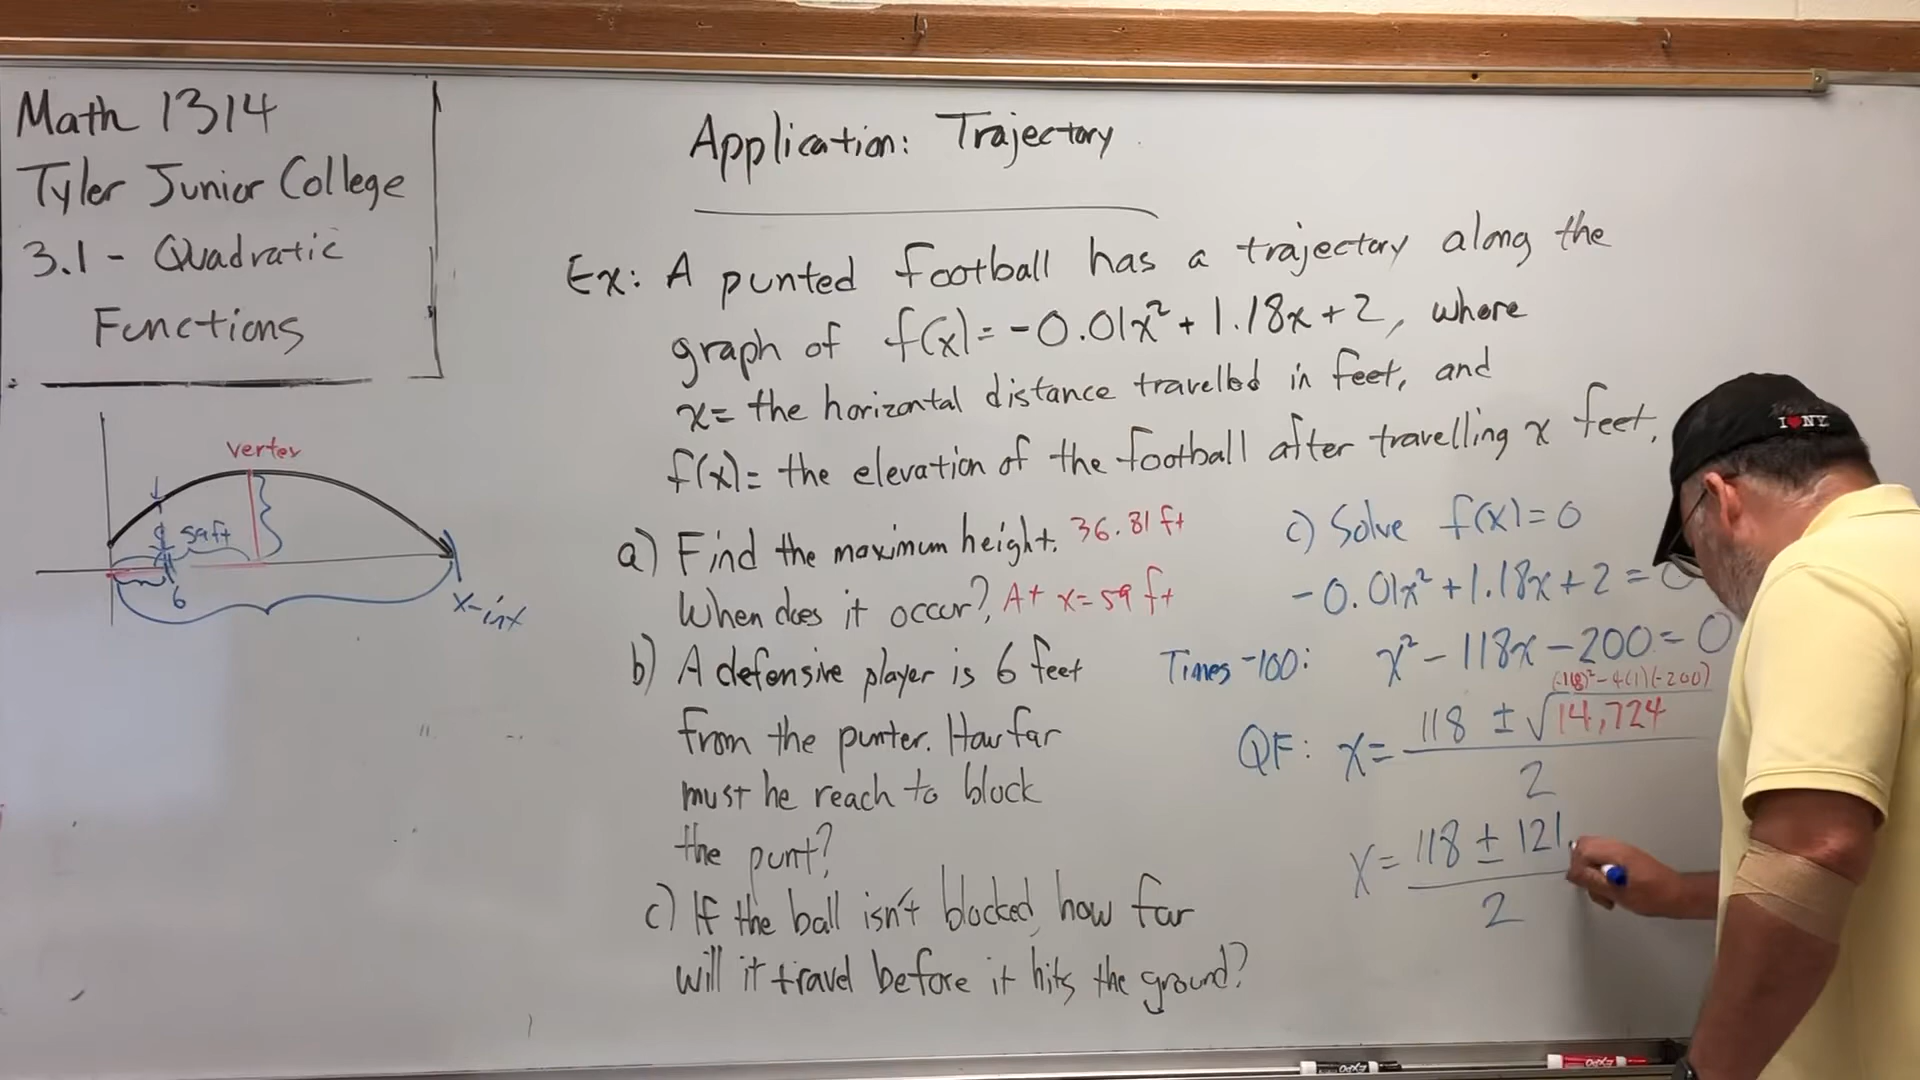 Math 1314
Tyler Junior College
3.1 - Quadratic
Functions
Application: Trajectory
Ex: A punted football has a trajectory along the
graph of f(x) = -0.01x² + 1.18x + 2, where
x = the horizontal distance travelled in feet, and
f(x) = the elevation of the football after travelling x feet.
a) Find the maximum height. 36.81 ft
When does it occur? At x = 59 ft
b) A defensive player is 6 feet
from the punter. How far
must he reach to block
the punt?
c) If the ball isn't blocked, how far
will it travel before it hits the ground?
c) Solve f(x) = 0
-0.01x² + 1.18x + 2 = 0
Times -100: x² - 118x - 200 = 0
(-118)² - 4(1)(-200)
QF: x = 118 ± √14,724
2
x = 118 ± 121.
2
vertex
59ft
6
x-int
I ♥ NY
EXPO
EXPO